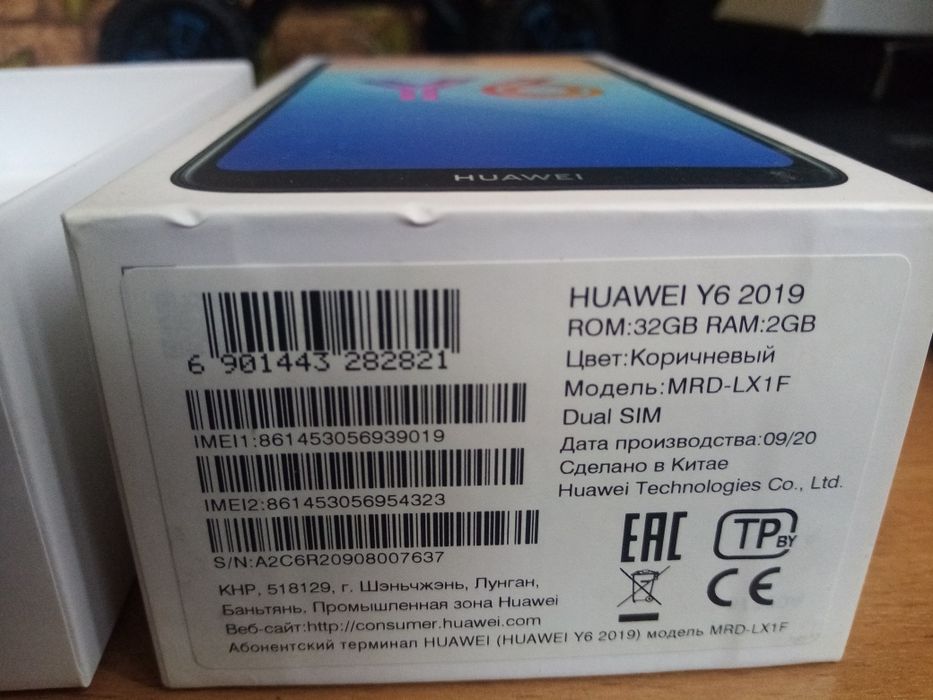 Y6
HUAWEI
6 901443 282821
IMEI1:861453056939019
IMEI2:861453056954323
S/N:A2C6R20908007637
КНР, 518129, г. Шэньчжэнь, Лунган,
Баньтянь, Промышленная зона Huawei
Веб-сайт:http://consumer.huawei.com
Абонентский терминал HUAWEI (HUAWEI Y6 2019) модель MRD-LX1F
HUAWEI Y6 2019
ROM:32GB RAM:2GB
Цвет:Коричневый
Модель:MRD-LX1F
Dual SIM
Дата производства:09/20
Сделано в Китае
Huawei Technologies Co., Ltd.
EAC
TP BY
CE